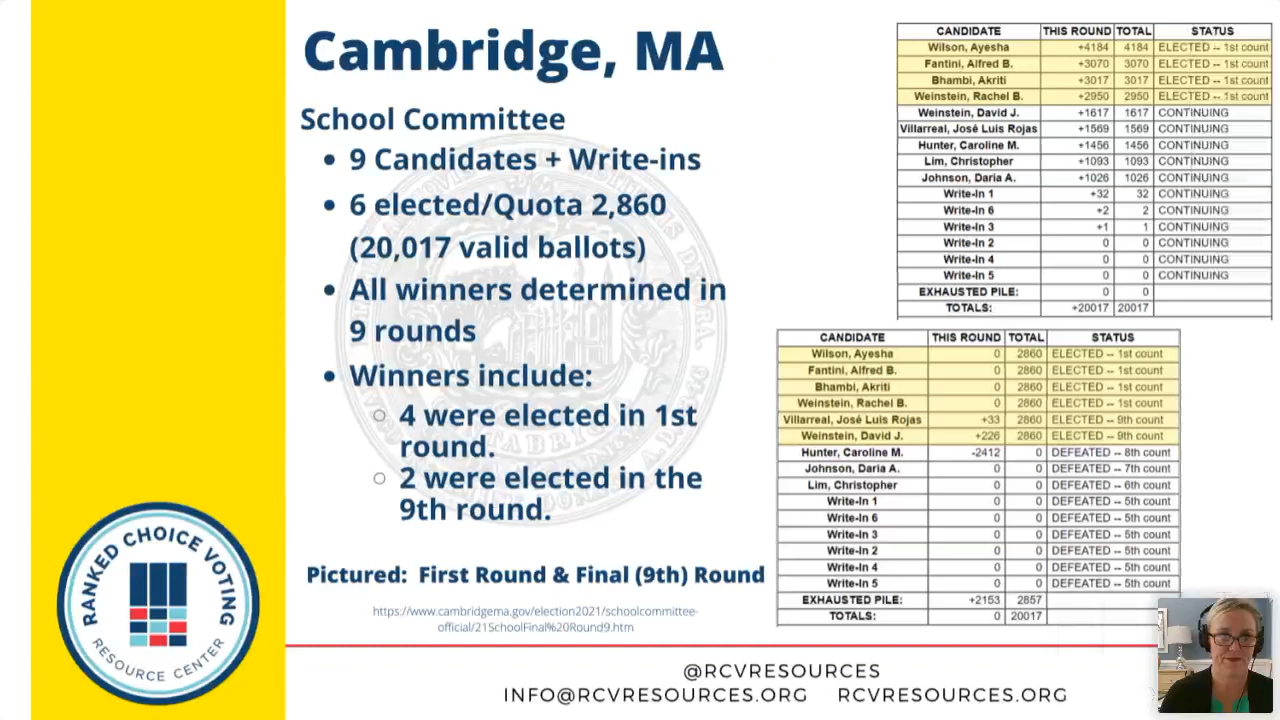 Cambridge, MA
School Committee
• 9 Candidates + Write-ins
• 6 elected/Quota 2,860
(20,017 valid ballots)
• All winners determined in
9 rounds
• Winners include:
○ 4 were elected in 1st
round.
○ 2 were elected in the
9th round.
Pictured: First Round & Final (9th) Round
https://www.cambridgema.gov/election2021/schoolcommittee-
official/21SchoolFinal%20Round9.htm
CANDIDATE THIS ROUND TOTAL STATUS
Wilson, Ayesha +4184 4184 ELECTED -- 1st count
Fantini, Alfred B. +3070 3070 ELECTED -- 1st count
Bhambi, Akriti +3017 3017 ELECTED -- 1st count
Weinstein, Rachel B. +2950 2950 ELECTED -- 1st count
Weinstein, David J. +1617 1617 CONTINUING
Villarreal, José Luis Rojas +1569 1569 CONTINUING
Hunter, Caroline M. +1456 1456 CONTINUING
Lim, Christopher +1093 1093 CONTINUING
Johnson, Daria A. +1026 1026 CONTINUING
Write-In 1 +32 32 CONTINUING
Write-In 6 +2 2 CONTINUING
Write-In 3 +1 1 CONTINUING
Write-In 2 0 0 CONTINUING
Write-In 4 0 0 CONTINUING
Write-In 5 0 0 CONTINUING
EXHAUSTED PILE: 0 0
TOTALS: +20017 20017
CANDIDATE THIS ROUND TOTAL STATUS
Wilson, Ayesha 0 2860 ELECTED -- 1st count
Fantini, Alfred B. 0 2860 ELECTED -- 1st count
Bhambi, Akriti 0 2860 ELECTED -- 1st count
Weinstein, Rachel B. 0 2860 ELECTED -- 1st count
Villarreal, José Luis Rojas +33 2860 ELECTED -- 9th count
Weinstein, David J. +226 2860 ELECTED -- 9th count
Hunter, Caroline M. -2412 0 DEFEATED -- 8th count
Johnson, Daria A. 0 0 DEFEATED -- 7th count
Lim, Christopher 0 0 DEFEATED -- 6th count
Write-In 1 0 0 DEFEATED -- 5th count
Write-In 6 0 0 DEFEATED -- 5th count
Write-In 3 0 0 DEFEATED -- 5th count
Write-In 2 0 0 DEFEATED -- 5th count
Write-In 4 0 0 DEFEATED -- 5th count
Write-In 5 0 0 DEFEATED -- 5th count
EXHAUSTED PILE: +2153 2857
TOTALS: 0 20017
RANKED CHOICE VOTING
RESOURCE CENTER
@RCVRESOURCES
INFO@RCVRESOURCES.ORG RCVRESOURCES.ORG